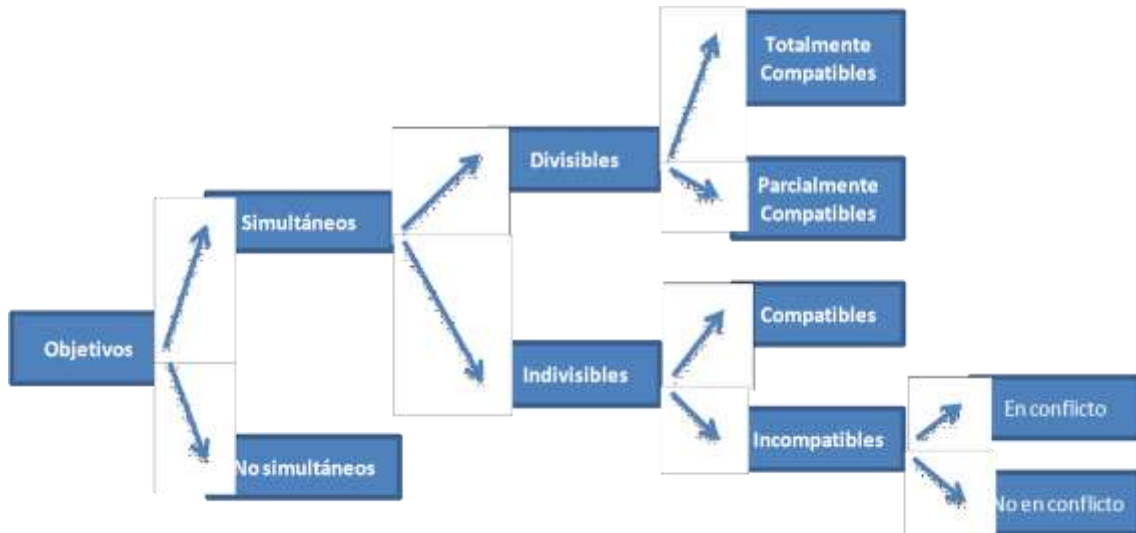 Totalmente
Compatibles
Divisibles
Parcialmente
Compatibles
Simultáneos
Compatibles
Objetivos
Indivisibles
En conflicto
Incompatibles
No simultáneos
No en conflicto